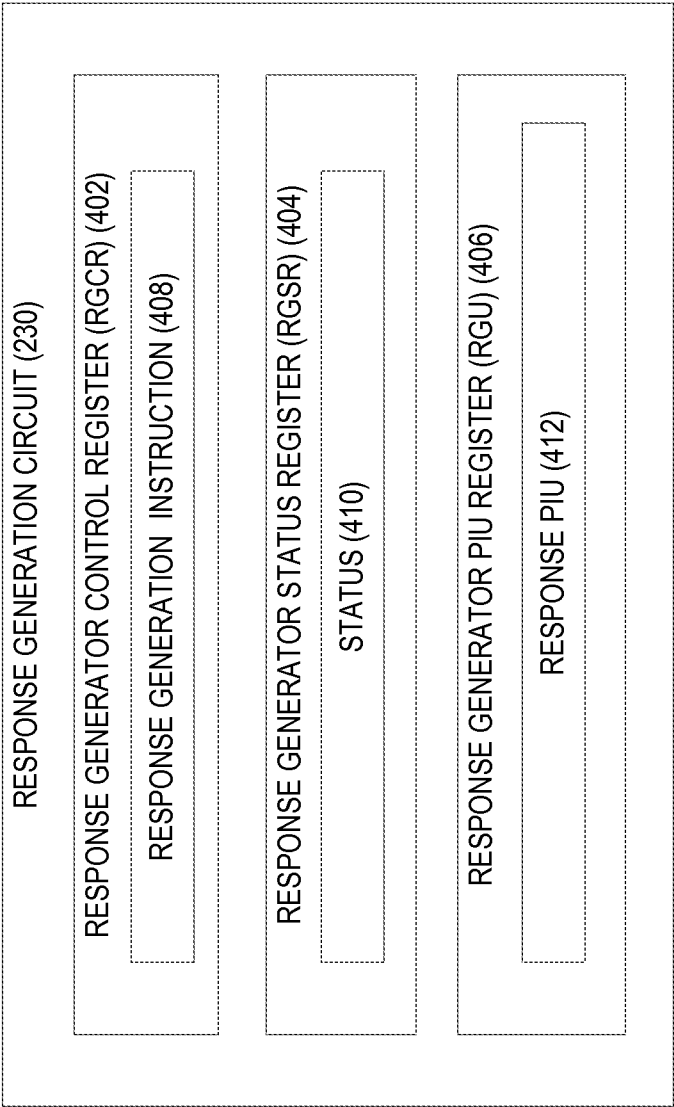 RESPONSE GENERATION CIRCUIT (230)
RESPONSE GENERATOR CONTROL REGISTER (RGCR) (402)
RESPONSE GENERATION INSTRUCTION (408)
RESPONSE GENERATOR STATUS REGISTER (RGSR) (404)
STATUS (410)
RESPONSE GENERATOR PIU REGISTER (RGU) (406)
RESPONSE PIU (412)